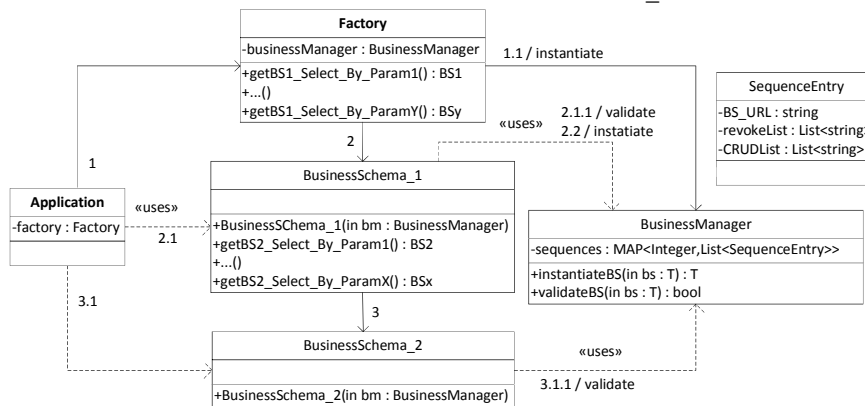 Factory
-businessManager : BusinessManager
+getBS1_Select_By_Param1() : BS1
+...()
+getBS1_Select_By_ParamY() : BSy
1.1 / instantiate
SequenceEntry
-BS_URL : string
-revokeList : List<string>
-CRUDList : List<string>
1
2
«uses»
2.1.1 / validate
2.2 / instatiate
Application
-factory : Factory
«uses»
2.1
BusinessSchema_1
+BusinessSChema_1(in bm : BusinessManager)
+getBS2_Select_By_Param1() : BS2
+...()
+getBS2_Select_By_ParamX() : BSx
BusinessManager
-sequences : MAP<Integer,List<SequenceEntry>>
+instantiateBS(in bs : T) : T
+validateBS(in bs : T) : bool
3.1
3
BusinessSchema_2
+BusinessSchema_2(in bm : BusinessManager)
«uses»
3.1.1 / validate